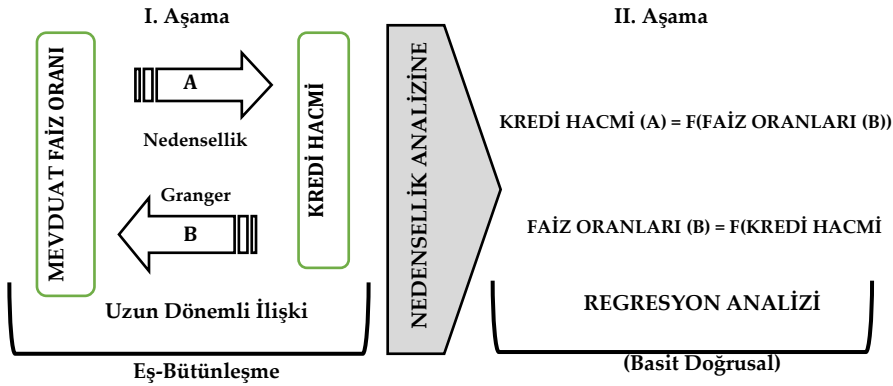 I. Aşama
MEVDUAT FAİZ ORANI
A
Nedensellik
Granger
B
KREDİ HACMİ
Uzun Dönemli İlişki
Eş-Bütünleşme
NEDENSELLİK ANALİZİNE
II. Aşama
KREDİ HACMİ (A) = F(FAİZ ORANLARI (B))
FAİZ ORANLARI (B) = F(KREDİ HACMİ
REGRESYON ANALİZİ
(Basit Doğrusal)